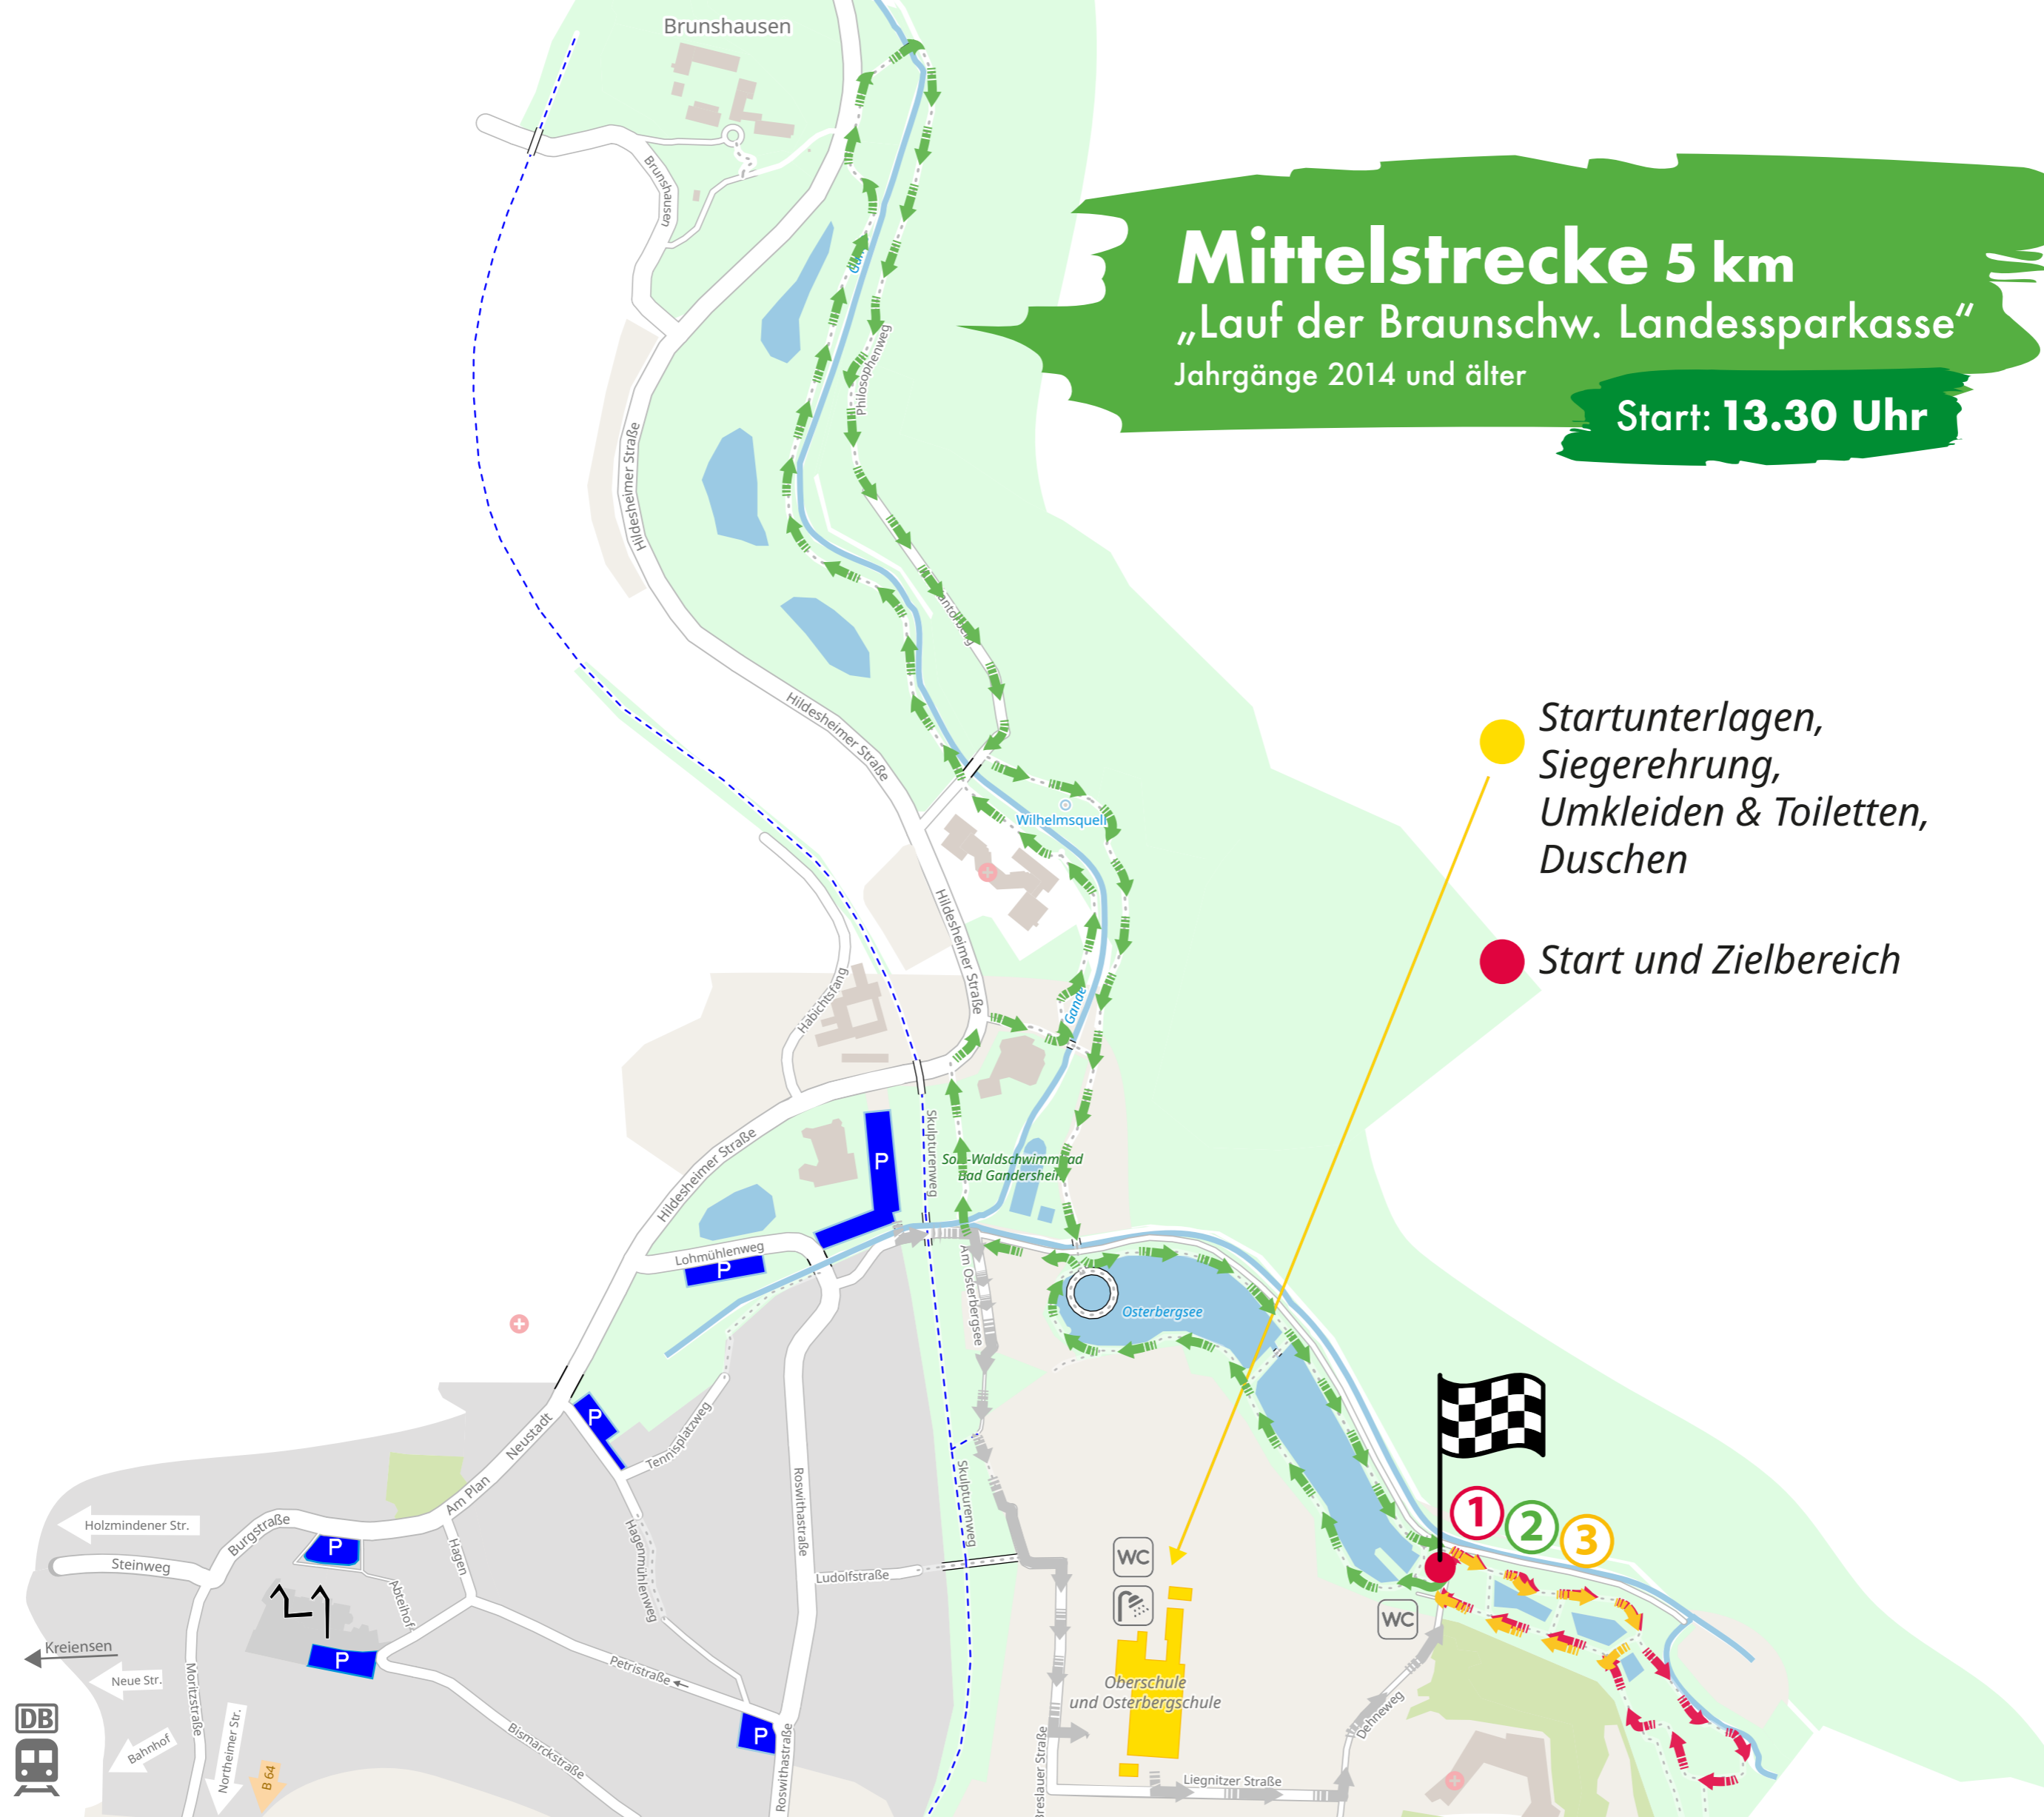 Brunshausen
Brunshausen
Mittelstrecke 5 km
„Lauf der Braunschw. Landessparkasse“
Jahrgänge 2014 und älter
Start: 13.30 Uhr
Philosophenweg
Hildesheimer Straße
Hildesheimer Straße
Startunterlagen,
Siegerehrung,
Umkleiden & Toiletten,
Duschen
Wilhelmsquell
Start und Zielbereich
Hildesheimer Straße
Habichtsfang
Gande
Hildesheimer Straße
Skulpturenweg
P
Bad Gandersheim
Lohmühlenweg
P
Am Osterbergsee
Osterbergsee
P
Neustadt
Tennisplatzweg
Am Plan
Skulpturenweg
Roswithastraße
1
2
3
Holzmindener Str.
Burgstraße
P
Hagen
Hagenmühlenweg
Steinweg
Ludolfstraße
Abteihof
WC
WC
Kreiensen
P
Neue Str.
Moritzstraße
Petristraße
Oberschule
und Osterbergschule
Dehneweg
DB
Bahnhof
Northeimer Str.
B 64
Bismarckstraße
P
Roswithastraße
Breslauer Straße
Liegnitzer Straße